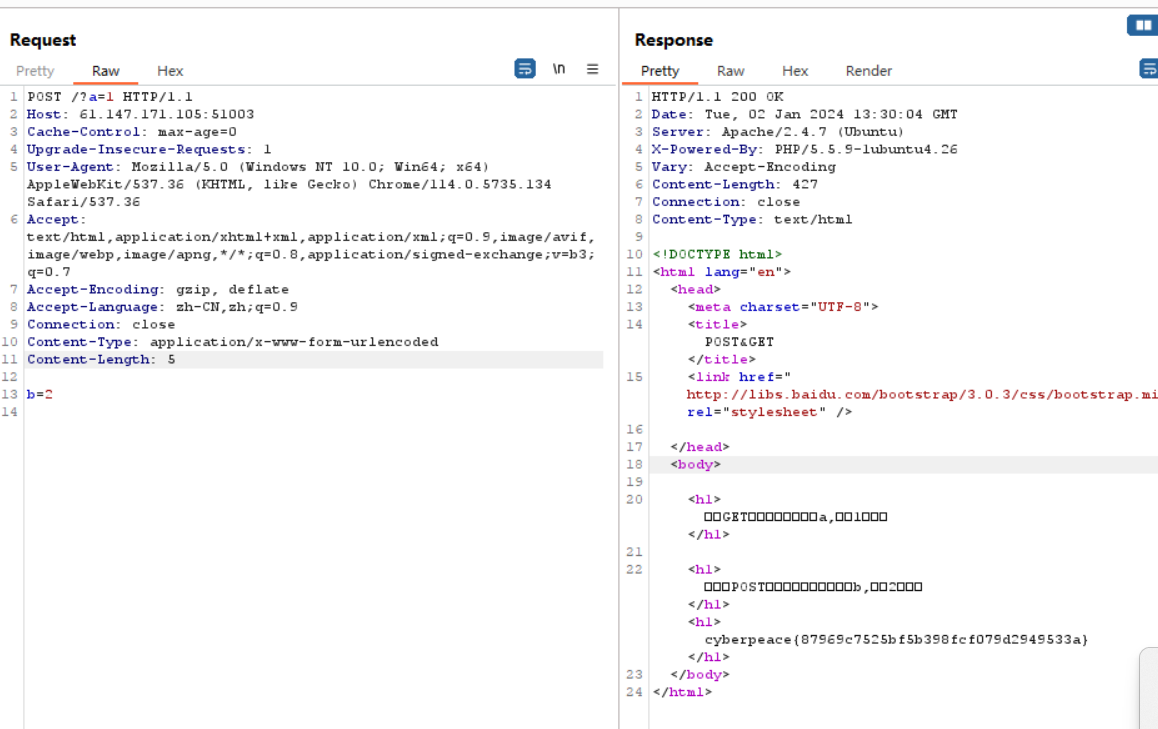 Request
Pretty Raw Hex \n
1 POST /?a=1 HTTP/1.1
2 Host: 61.147.171.105:51003
3 Cache-Control: max-age=0
4 Upgrade-Insecure-Requests: 1
5 User-Agent: Mozilla/5.0 (Windows NT 10.0; Win64; x64)
AppleWebKit/537.36 (KHTML, like Gecko) Chrome/114.0.5735.134
Safari/537.36
6 Accept:
text/html,application/xhtml+xml,application/xml;q=0.9,image/avif,
image/webp,image/apng,*/*;q=0.8,application/signed-exchange;v=b3;
q=0.7
7 Accept-Encoding: gzip, deflate
8 Accept-Language: zh-CN,zh;q=0.9
9 Connection: close
10 Content-Type: application/x-www-form-urlencoded
11 Content-Length: 5
12
13 b=2
14
Response
Pretty Raw Hex Render
1 HTTP/1.1 200 OK
2 Date: Tue, 02 Jan 2024 13:30:04 GMT
3 Server: Apache/2.4.7 (Ubuntu)
4 X-Powered-By: PHP/5.5.9-1ubuntu4.26
5 Vary: Accept-Encoding
6 Content-Length: 427
7 Connection: close
8 Content-Type: text/html
9
10 <!DOCTYPE html>
11 <html lang="en">
12 <head>
13 <meta charset="UTF-8">
14 <title>
POST&GET
</title>
15 <link href="
http://libs.baidu.com/bootstrap/3.0.3/css/bootstrap.mi
rel="stylesheet" />
16
17 </head>
18 <body>
19
20 <h1>
□□GET□□□□□□□□a,□□1□□□
</h1>
21
22 <h1>
□□□POST□□□□□□□□□□b,□□2□□□
</h1>
<h1>
cyberpeace{87969c7525bf5b398fcf079d2949533a}
</h1>
23 </body>
24 </html>